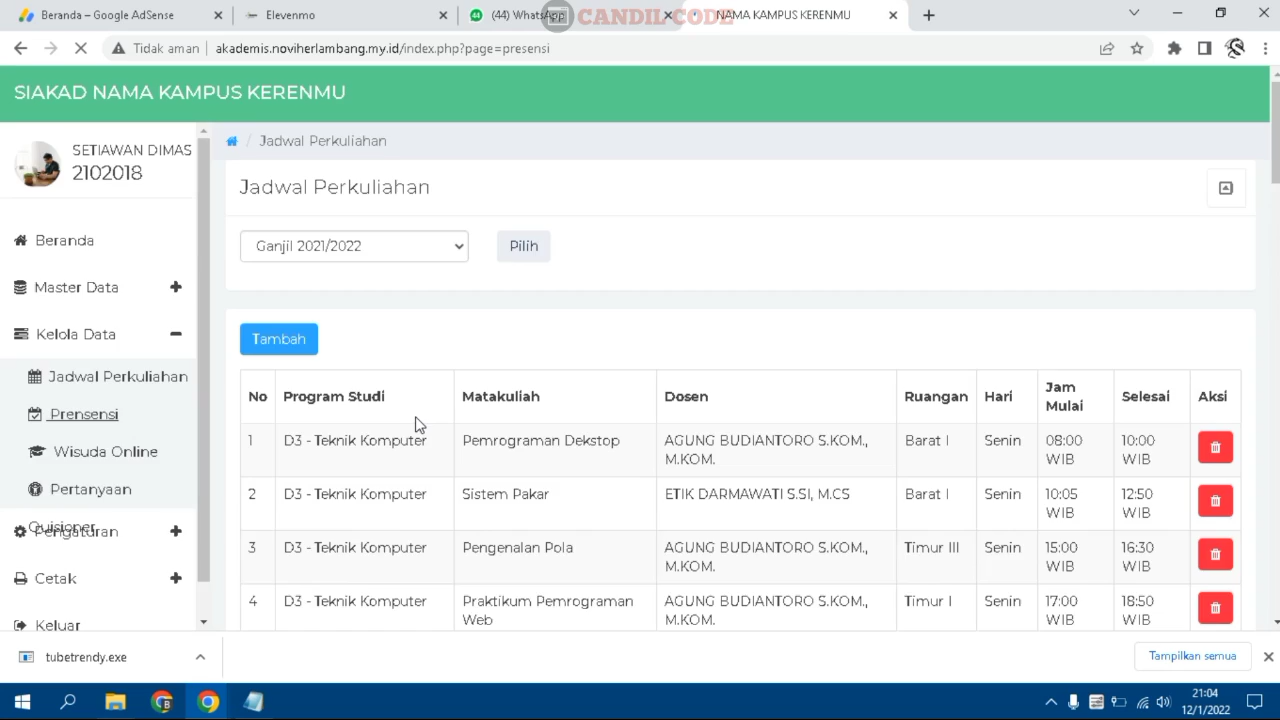 Beranda – Google AdSense
Elevenmo
44
(44) WhatsApp
CANDIL CODE
NAMA KAMPUS KERENMU
Tidak aman
akademis.noviherlambang.my.id/index.php?page=presensi
SIAKAD NAMA KAMPUS KERENMU
SETIAWAN DIMAS
2102018
Beranda
Master Data
Kelola Data
Jadwal Perkuliahan
Prensensi
Wisuda Online
Pertanyaan
Quisioner
Pengaturan
Cetak
Keluar
/ Jadwal Perkuliahan
Jadwal Perkuliahan
Ganjil 2021/2022
Pilih
Tambah
No Program Studi Matakuliah Dosen Ruangan Hari Jam Mulai Selesai Aksi
1 D3 - Teknik Komputer Pemrograman Dekstop AGUNG BUDIANTORO S.KOM., M.KOM. Barat I Senin 08:00 WIB 10:00 WIB
2 D3 - Teknik Komputer Sistem Pakar ETIK DARMAWATI S.SI, M.CS Barat I Senin 10:05 WIB 12:50 WIB
3 D3 - Teknik Komputer Pengenalan Pola AGUNG BUDIANTORO S.KOM., M.KOM. Timur III Senin 15:00 WIB 16:30 WIB
4 D3 - Teknik Komputer Praktikum Pemrograman Web AGUNG BUDIANTORO S.KOM., M.KOM. Timur I Senin 17:00 WIB 18:50 WIB
tubetrendy.exe
Tampilkan semua
21:04
12/1/2022